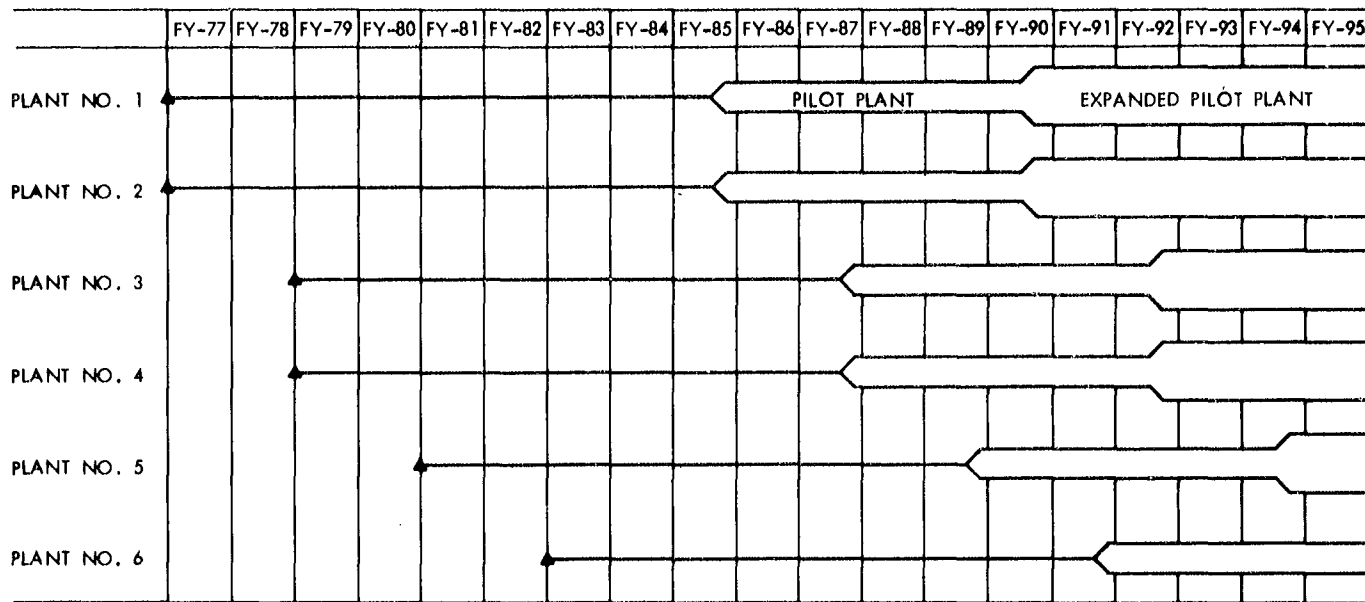 FY-77 FY-78 FY-79 FY-80 FY-81 FY-82 FY-83 FY-84 FY-85 FY-86 FY-87 FY-88 FY-89 FY-90 FY-91 FY-92 FY-93 FY-94 FY-95
PLANT NO. 1 PILOT PLANT EXPANDED PILOT PLANT
PLANT NO. 2
PLANT NO. 3
PLANT NO. 4
PLANT NO. 5
PLANT NO. 6